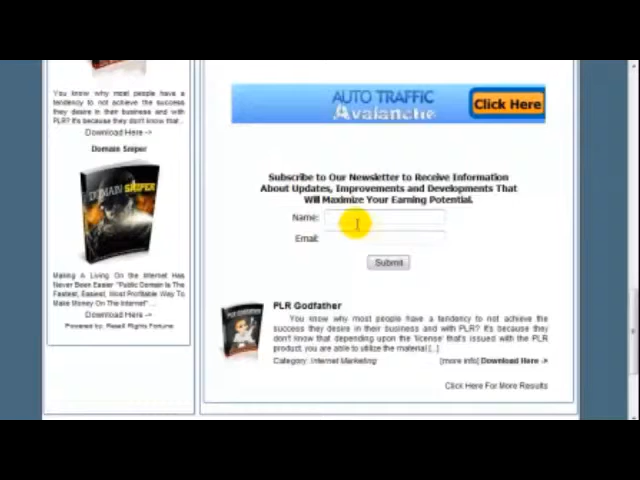 You know why most people have a
tendency to not achieve the success
they desire in their business and with
PLR? It's because they don't know that ...
Download Here ->
Domain Sniper
DOMAIN SNIPER
Making A Living On the Internet Has
Never Been Easier "Public Domain Is The
Fastest, Easiest, Most Profitable Way To
Make Money On The Internet" ...
Download Here ->
Powered by: Resell Rights Fortune
AUTO TRAFFIC
Avalanche
Click Here
Subscribe to Our Newsletter to Receive Information
About Updates, Improvements and Developments That
Will Maximize Your Earning Potential.
Name:
Email:
Submit
PLR Godfather
You know why most people have a tendency to not achieve the
success they desire in their business and with PLR? It's because they
don't know that depending upon the 'license' that's issued with the PLR
product, you are able to utilize the material [...]
Category: Internet Marketing [more info] Download Here ->
Click Here For More Results